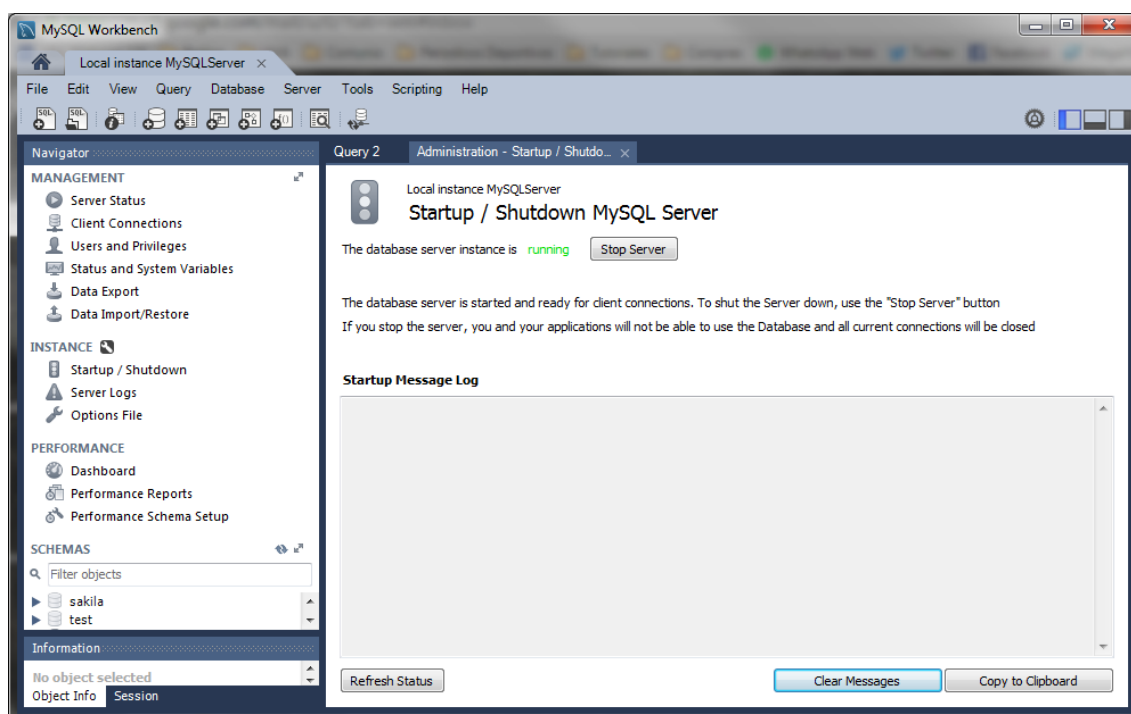 MySQL Workbench
Local instance MySQLServer
File Edit View Query Database Server Tools Scripting Help
Navigator
MANAGEMENT
Server Status
Client Connections
Users and Privileges
Status and System Variables
Data Export
Data Import/Restore
INSTANCE
Startup / Shutdown
Server Logs
Options File
PERFORMANCE
Dashboard
Performance Reports
Performance Schema Setup
SCHEMAS
Filter objects
sakila
test
Information
No object selected
Object Info Session
Query 2 Administration - Startup / Shutdo...
Local instance MySQLServer
Startup / Shutdown MySQL Server
The database server instance is running Stop Server
The database server is started and ready for client connections. To shut the Server down, use the "Stop Server" button
If you stop the server, you and your applications will not be able to use the Database and all current connections will be closed
Startup Message Log
Refresh Status Clear Messages Copy to Clipboard